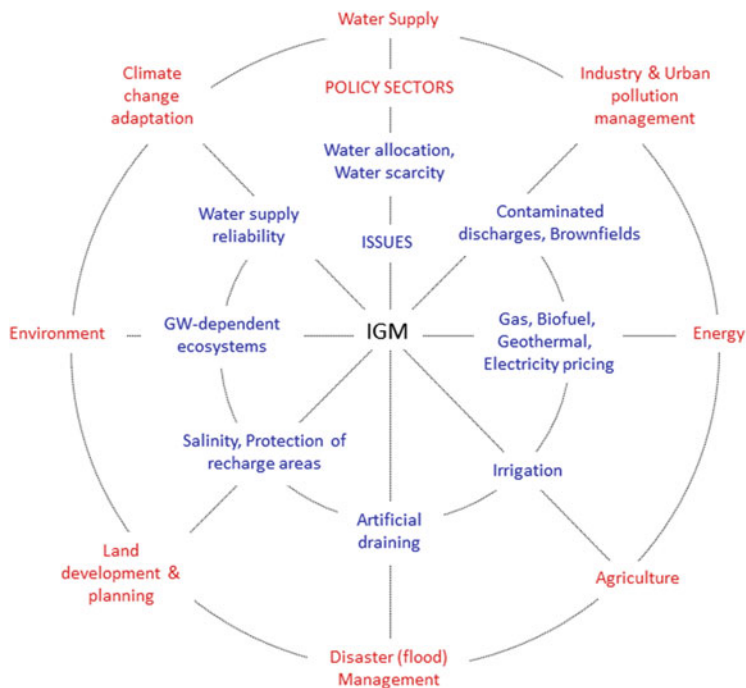 Water Supply
Climate
change
adaptation
POLICY SECTORS
Industry & Urban
pollution
management
Water allocation,
Water scarcity
Water supply
reliability
ISSUES
Contaminated
discharges, Brownfields
Environment
GW-dependent
ecosystems
IGM
Gas, Biofuel,
Geothermal,
Electricity pricing
Energy
Salinity, Protection of
recharge areas
Irrigation
Artificial
draining
Land
development &
planning
Agriculture
Disaster (flood)
Management